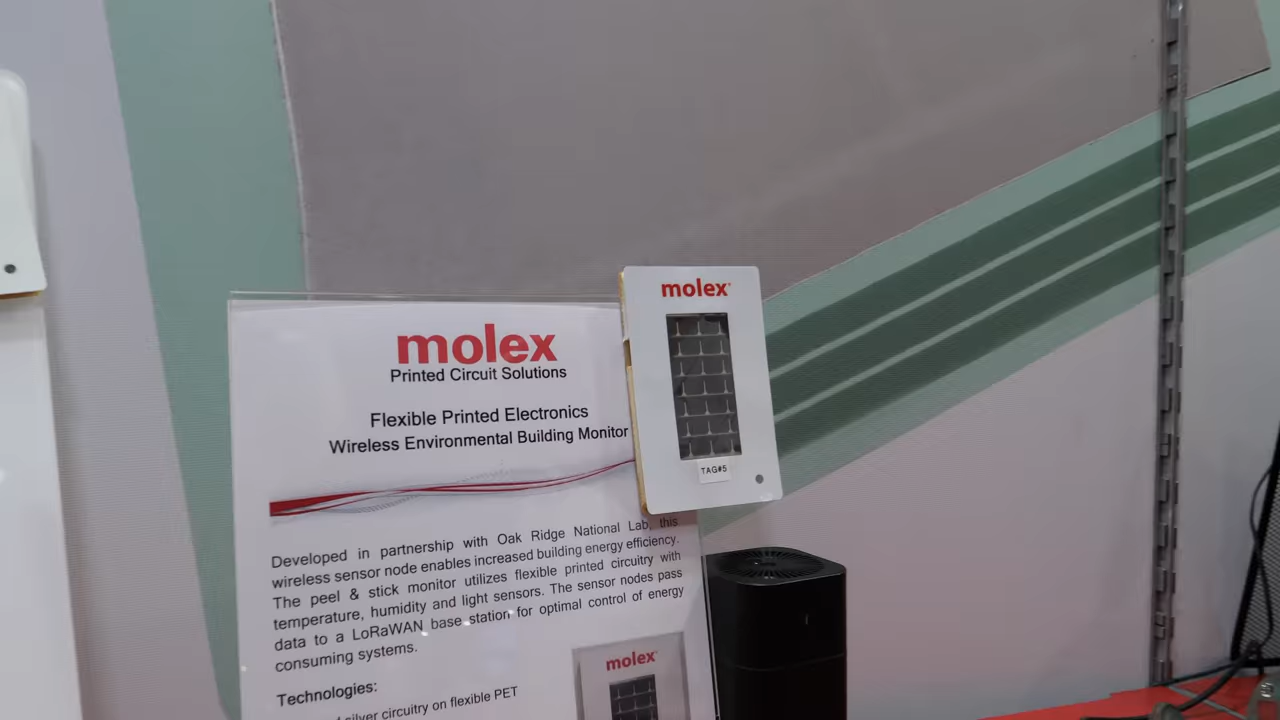 molex
Printed Circuit Solutions
Flexible Printed Electronics
Wireless Environmental Building Monitor
Developed in partnership with Oak Ridge National Lab, this
wireless sensor node enables increased building energy efficiency.
The peel & stick monitor utilizes flexible printed circuitry with
temperature, humidity and light sensors. The sensor nodes pass
data to a LoRaWAN base station for optimal control of energy
consuming systems.
Technologies:
silver circuitry on flexible PET
molex
molex
TAG#5